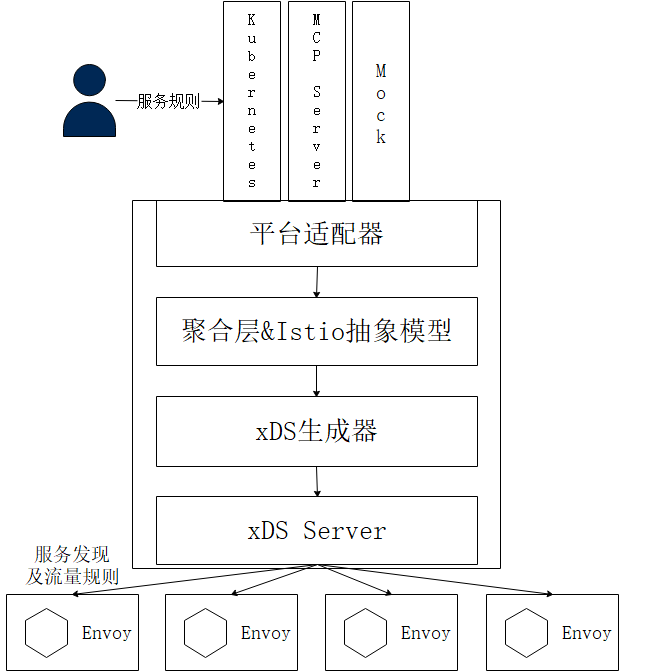 Kubernetes
MCP Server
Mock
服务规则
平台适配器
聚合层&Istio抽象模型
xDS生成器
xDS Server
服务发现
及流量规则
Envoy
Envoy
Envoy
Envoy